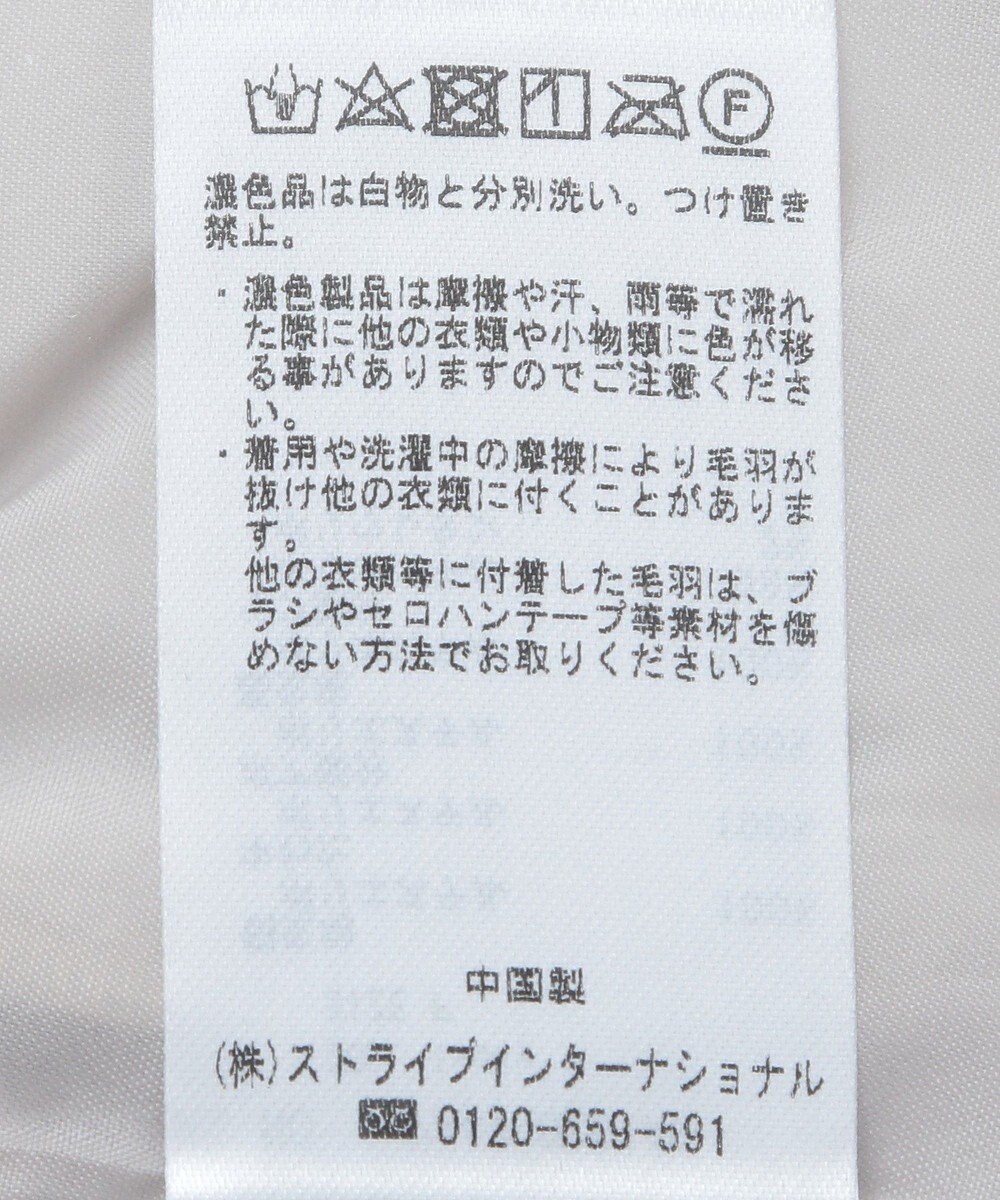 F
濃色品は白物と分別洗い。つけ置き
禁止。
・濃色製品は摩擦や汗、雨等で濡れ
た際に他の衣類や小物類に色が移
る事がありますのでご注意くださ
い。
・着用や洗濯中の摩擦により毛羽が
抜け他の衣類に付くことがありま
す。
他の衣類等に付着した毛羽は、ブ
ラシやセロハンテープ等素材を傷
めない方法でお取りください。
中国製
(株)ストライプインターナショナル
0120-659-591